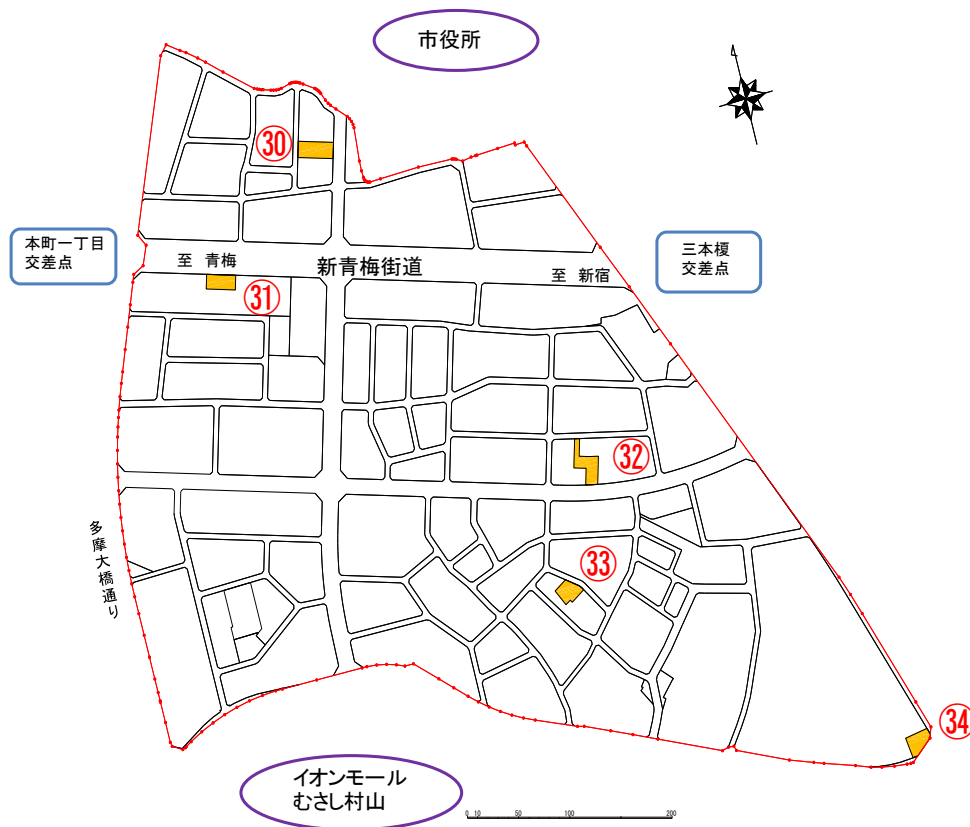 市役所
㉚
本町一丁目
交差点
至 青梅
新青梅街道
至 新宿
三本榎
交差点
㉛
㉜
㉝
多摩大橋通り
㉞
イオンモール
むさし村山
0 10 50 100 200